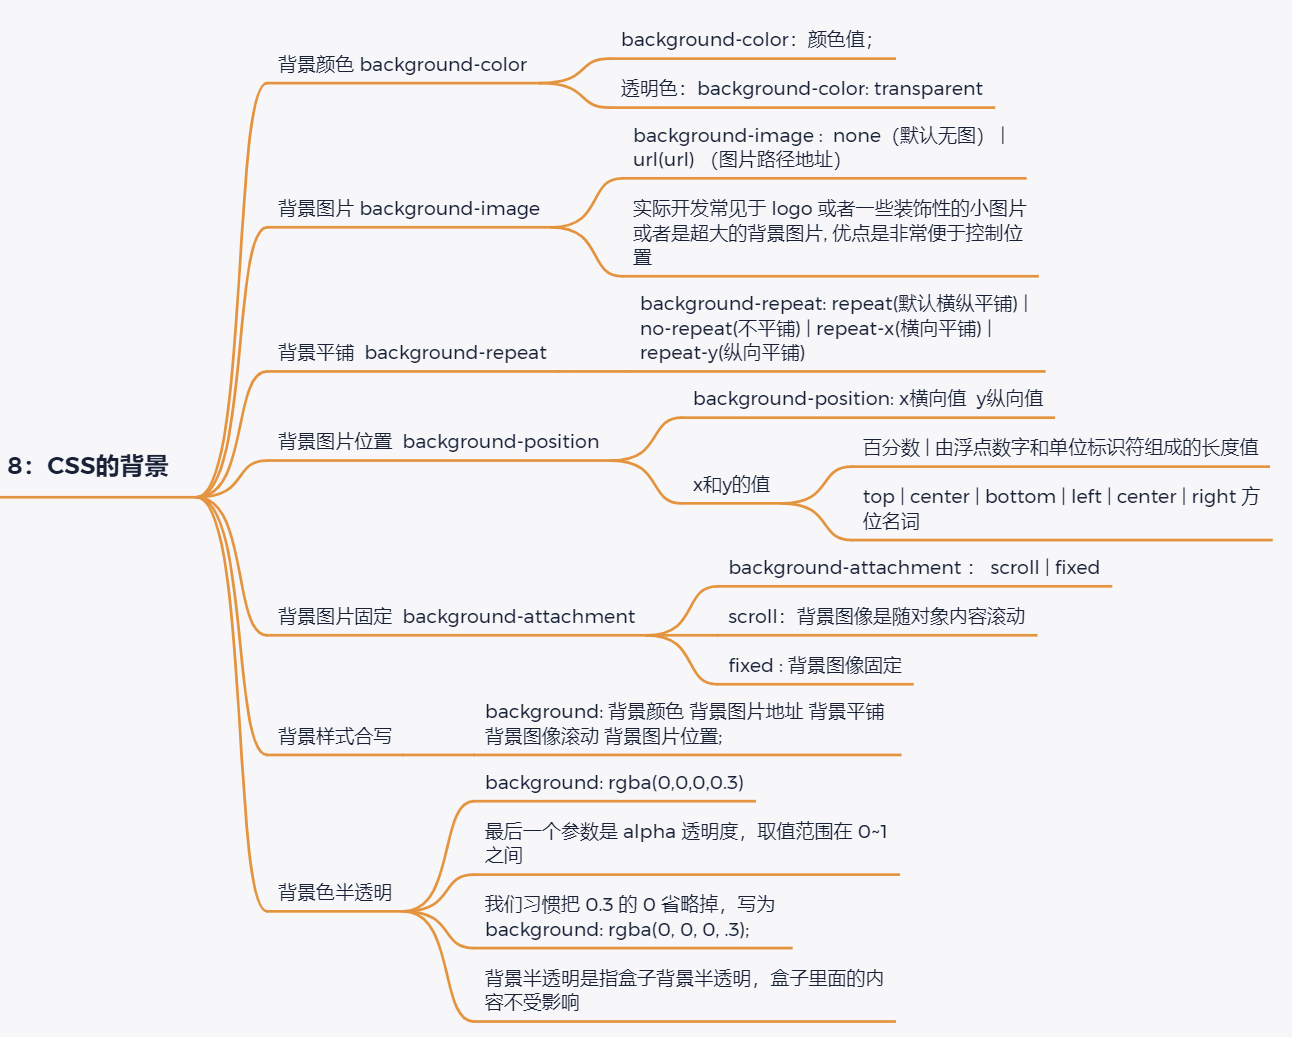 8：CSS的背景
背景颜色 background-color
background-color：颜色值；
透明色：background-color: transparent
背景图片 background-image
background-image : none（默认无图） |
url(url) （图片路径地址）
实际开发常见于 logo 或者一些装饰性的小图片
或者是超大的背景图片, 优点是非常便于控制位
置
背景平铺 background-repeat
background-repeat: repeat(默认横纵平铺) |
no-repeat(不平铺) | repeat-x(横向平铺) |
repeat-y(纵向平铺)
背景图片位置 background-position
background-position: x横向值 y纵向值
x和y的值
百分数 | 由浮点数字和单位标识符组成的长度值
top | center | bottom | left | center | right 方
位名词
背景图片固定 background-attachment
background-attachment： scroll | fixed
scroll：背景图像是随对象内容滚动
fixed : 背景图像固定
背景样式合写
background: 背景颜色 背景图片地址 背景平铺
背景图像滚动 背景图片位置;
背景色半透明
background: rgba(0,0,0,0.3)
最后一个参数是 alpha 透明度，取值范围在 0~1
之间
我们习惯把 0.3 的 0 省略掉，写为
background: rgba(0, 0, 0, .3);
背景半透明是指盒子背景半透明，盒子里面的内
容不受影响